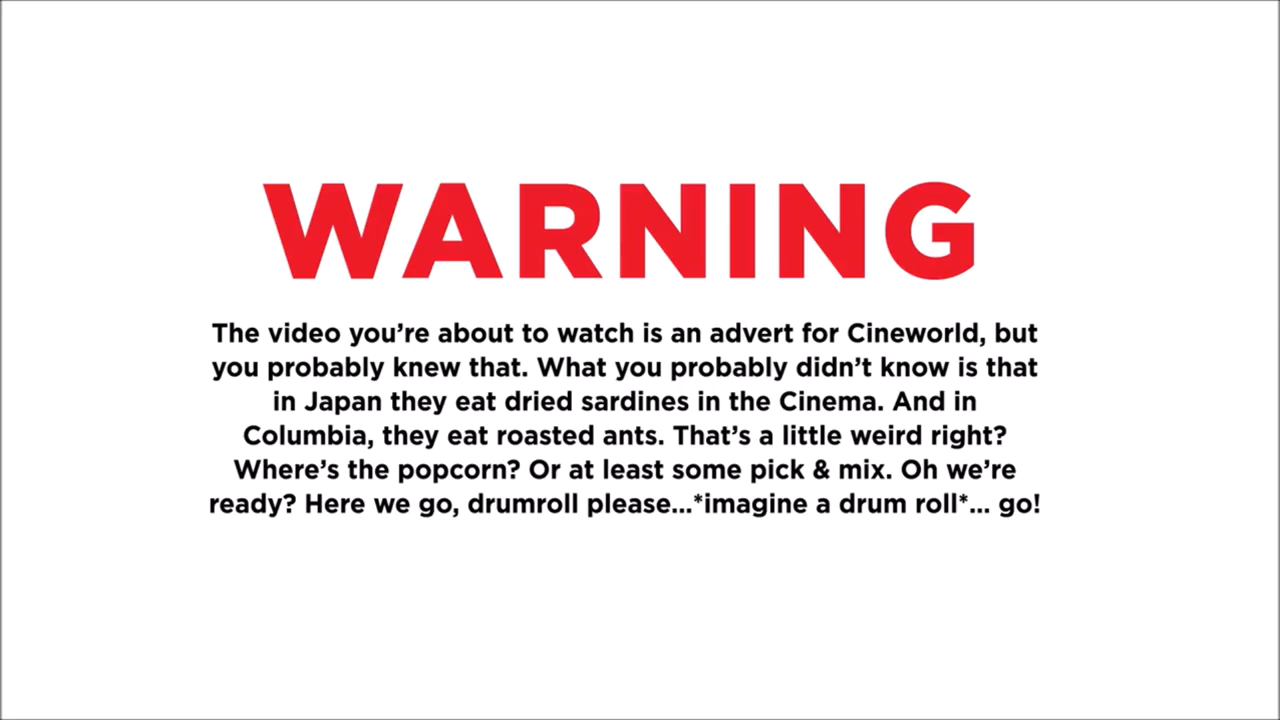 WARNING
The video you’re about to watch is an advert for Cineworld, but
you probably knew that. What you probably didn’t know is that
in Japan they eat dried sardines in the Cinema. And in
Columbia, they eat roasted ants. That’s a little weird right?
Where’s the popcorn? Or at least some pick & mix. Oh we’re
ready? Here we go, drumroll please...*imagine a drum roll*... go!